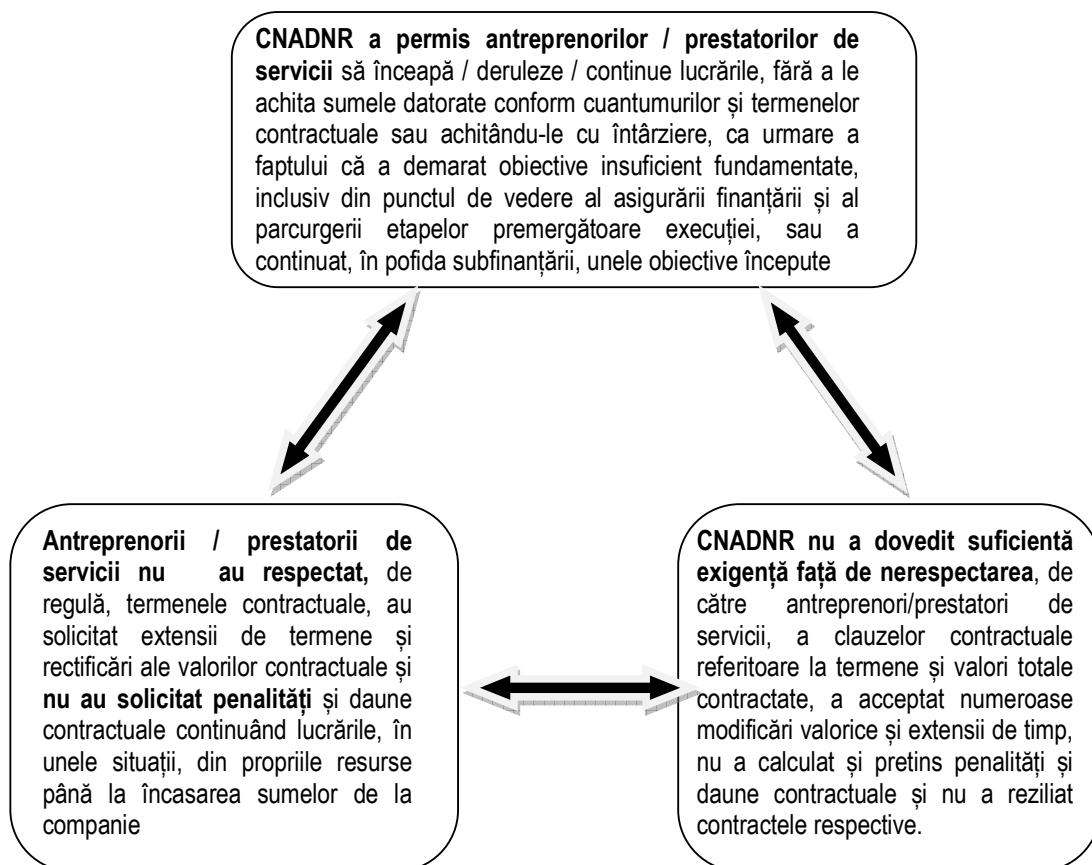 CNADNR a permis antreprenorilor / prestatorilor de
servicii să înceapă / deruleze / continue lucrările, fără a le
achita sumele datorate conform cuantumurilor și termenelor
contractuale sau achitându-le cu întârziere, ca urmare a
faptului că a demarat obiective insuficient fundamentate,
inclusiv din punctul de vedere al asigurării finanțării și al
parcurgerii etapelor premergătoare execuției, sau a
continuat, în pofida subfinanțării, unele obiective începute
Antreprenorii / prestatorii de
servicii nu au respectat, de
regulă, termenele contractuale, au
solicitat extensii de termene și
rectificări ale valorilor contractuale și
nu au solicitat penalități și daune
contractuale continuând lucrările, în
unele situații, din propriile resurse
până la încasarea sumelor de la
companie
CNADNR nu a dovedit suficientă
exigență față de nerespectarea, de
către antreprenori/prestatori de
servicii, a clauzelor contractuale
referitoare la termene și valori totale
contractate, a acceptat numeroase
modificări valorice și extensii de timp,
nu a calculat și pretins penalități și
daune contractuale și nu a reziliat
contractele respective.